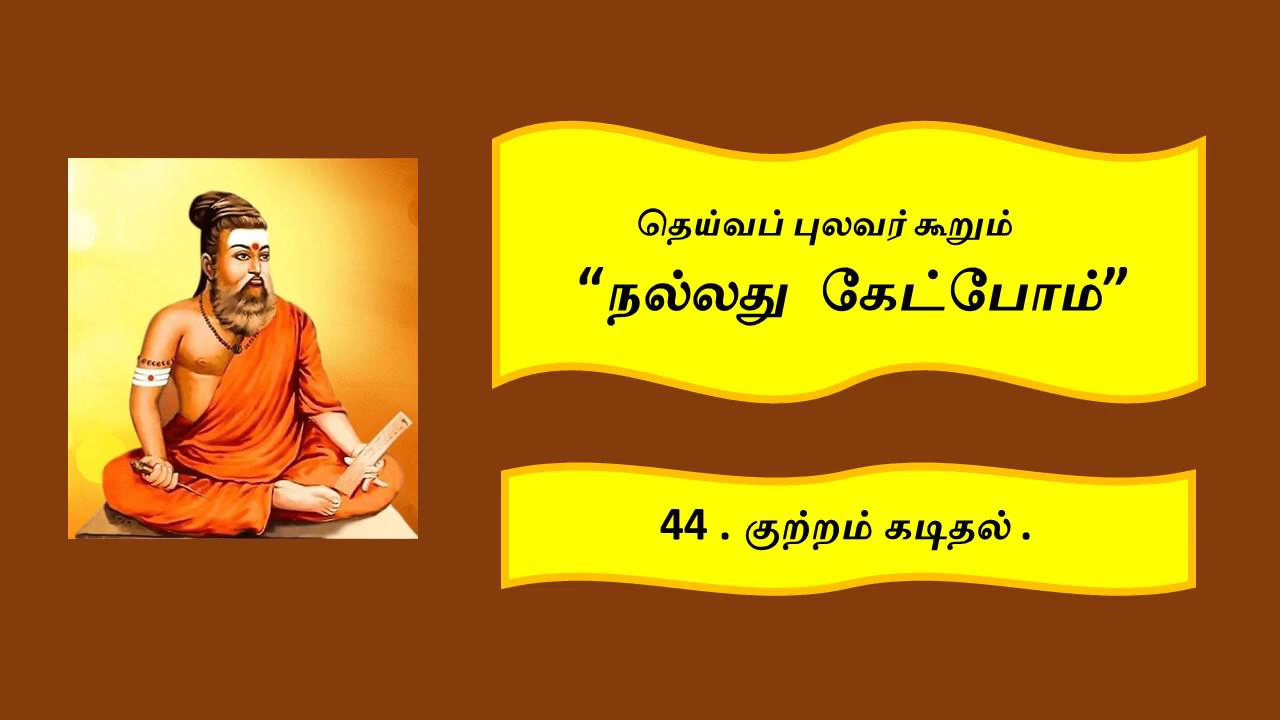 தெய்வப் புலவர் கூறும்
“நல்லது கேட்போம்”
44 . குற்றம் கடிதல் .